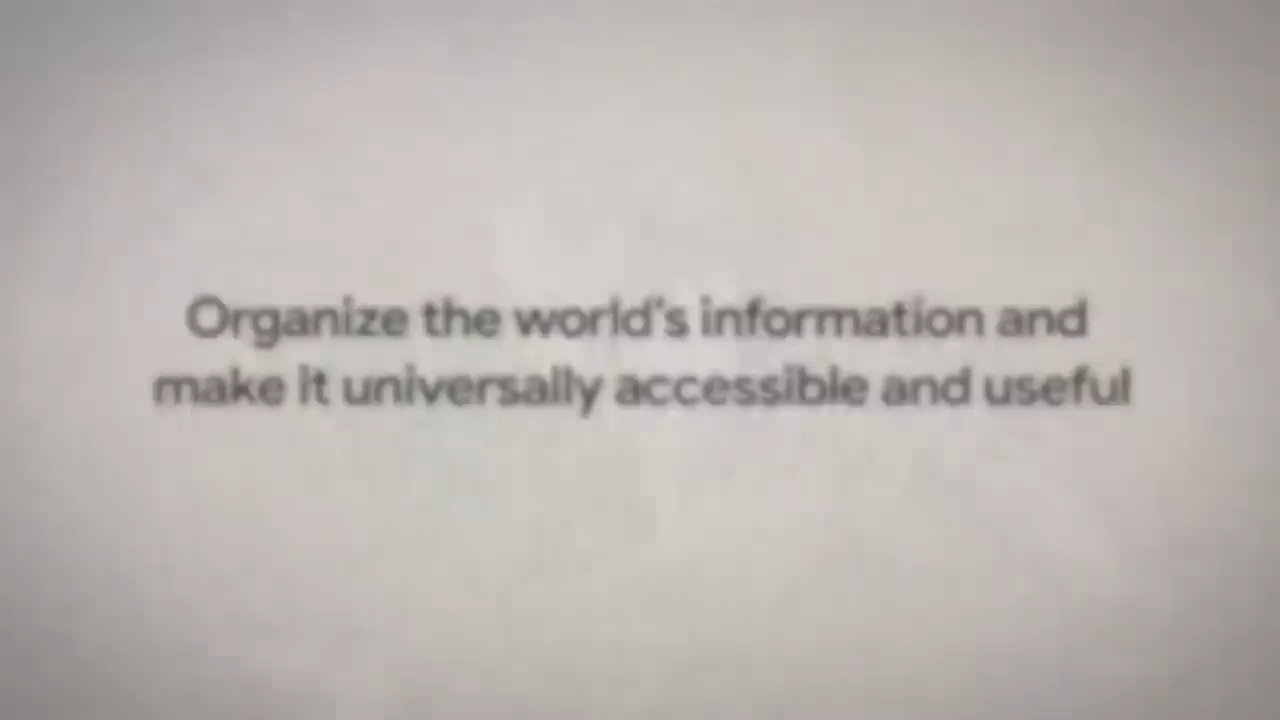 Organize the world's information and
make it universally accessible and useful